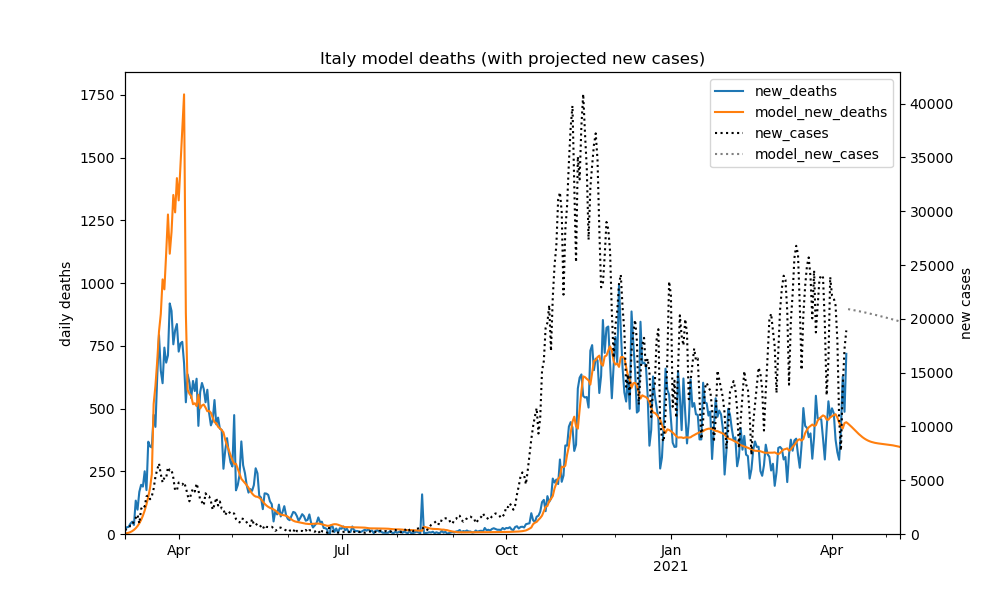 Italy model deaths (with projected new cases)
new_deaths
model_new_deaths
new_cases
model_new_cases
daily deaths
new cases
1750
1500
1250
1000
750
500
250
0
40000
35000
30000
25000
20000
15000
10000
5000
0
Apr
Jul
Oct
Jan
2021
Apr